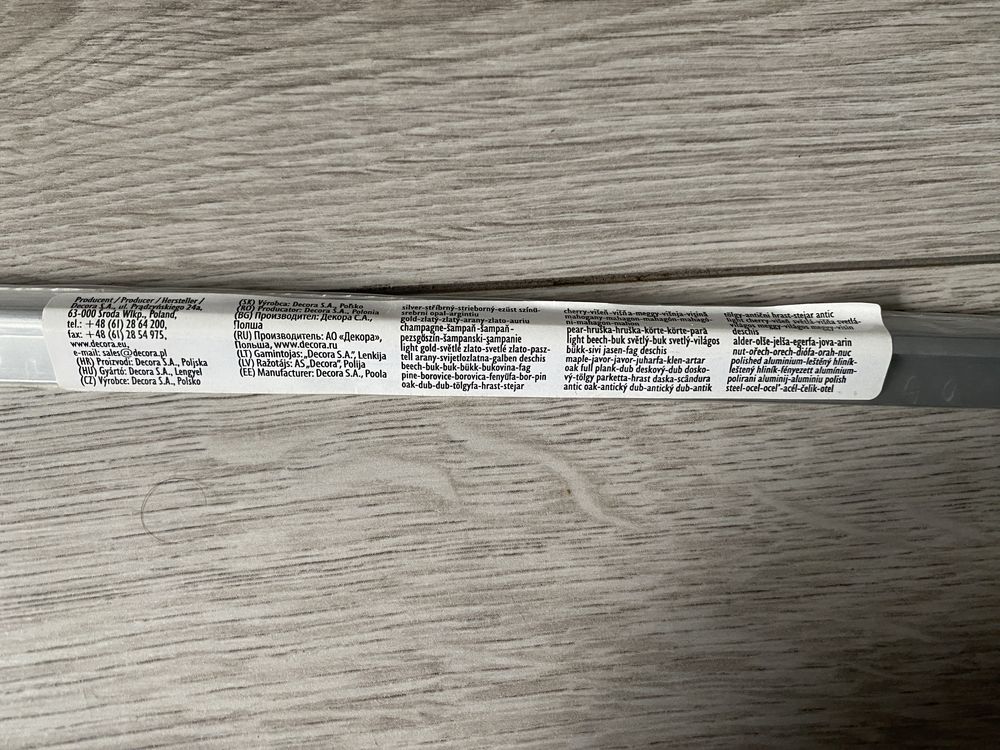 Producent / Producer / Hersteller /
Decora S.A., ul. Prądzyńskiego 24a,
63-000 Środa Wlkp., Poland,
tel.: +48 (61) 28 64 200,
fax: +48 (61) 28 54 975,
www.decora.eu,
e-mail: sales@decora.pl
(HR) Proizvodi: Decora S.A., Poljska
(HU) Gyártó: Decora S.A., Lengyel
(CZ) Výrobce: Decora S.A., Polsko
(SK) Výrobca: Decora S.A., Poľsko
(RO) Producator: Decora S.A., Polonia
(BG) Производител: Декора С.А.,
Полша
(RU) Производитель: АО «Декора»,
Польша, www.decora.ru
(LT) Gamintojas: „Decora S.A.", Lenkija
(LV) Ražotājs: AS „Decora", Polija
(EE) Manufacturer: Decora S.A., Poola
silver-stříbrný-strieborný-ezüst színű-
srebrni opal-argintiu
gold-zlatý-zlatý-arany-zlato-auriu
champagne-šampaň-šampaň-
pezsgőszín-šampanski-şampanie
light gold-světlé zlato-svetlé zlato-pasz-
tell arany-svijetlozlatna-galben deschis
beech-buk-buk-bükk-bukovina-fag
pine-borovice-borovica-fenyűfa-bor-pin
oak-dub-dub-tölgyfa-hrast-stejar
cherry-višeň-višňa-meggy-višnja-vişină
mahogany-mahagon-mahagón-mahagó-
ni-mahagon-mahon
pear-hruška-hruška-körte-körte-pară
light beech-buk světlý-buk svetlý-világos
bükk-sivi jasen-fag deschis
maple-javor-javor-juharfa-klen-artar
oak full plank-dub deskový-dub dosko-
vý-tölgy parketta-hrast daska-scândura
antic oak-antický dub-antický dub-antik
tölgy-antični hrast-stejar antic
light cherry-višeň světlá-višňa svetlá-
világos meggy-višnja-vişin
deschis
alder-olše-jelša-egerfa-jova-arin
nut-ořech-orech-diófa-orah-nuc
polished aluminium-leštěný hliník-
leštený hliník-fényezett alumínium-
polirani aluminij-aluminiu polish
steel-ocel-oceľ-acél-čelik-otel